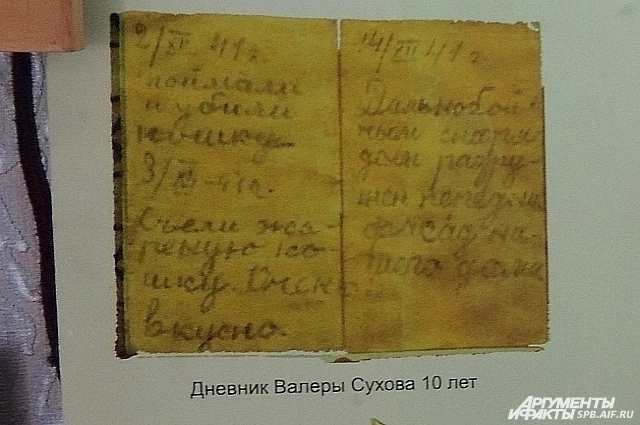 2/XII 41 г.
поймали
и убили
кошку
3/XII-41 г.
Съели жа-
реную ко-
шку. Очень
вкусно.
14/XII 41 г.
Дальнобой-
ным снаря-
дом разру-
шен передний
фасад на-
шего дома
Дневник Валеры Сухова 10 лет
АРГУМЕНТЫ
И ФАКТЫ SPB.AIF.RU